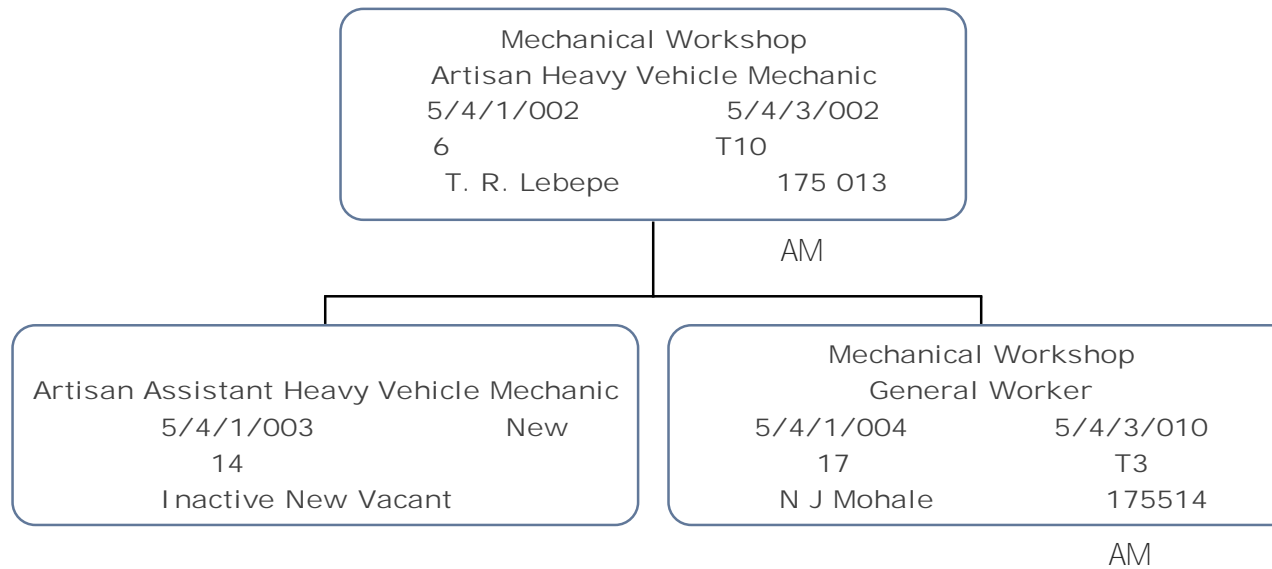 Mechanical Workshop
Artisan Heavy Vehicle Mechanic
5/4/1/002 5/4/3/002
6 T10
T. R. Lebepe 175 013
AM
Artisan Assistant Heavy Vehicle Mechanic
5/4/1/003 New
14
Inactive New Vacant
Mechanical Workshop
General Worker
5/4/1/004 5/4/3/010
17 T3
N J Mohale 175514
AM